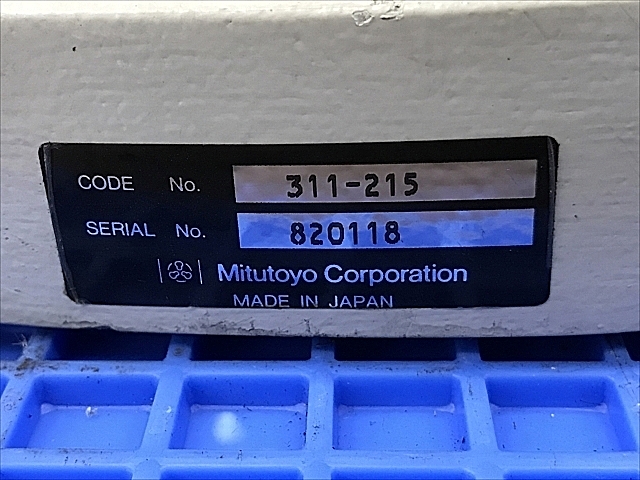 CODE No. 311-215
SERIAL No. 820118
Mitutoyo Corporation
MADE IN JAPAN